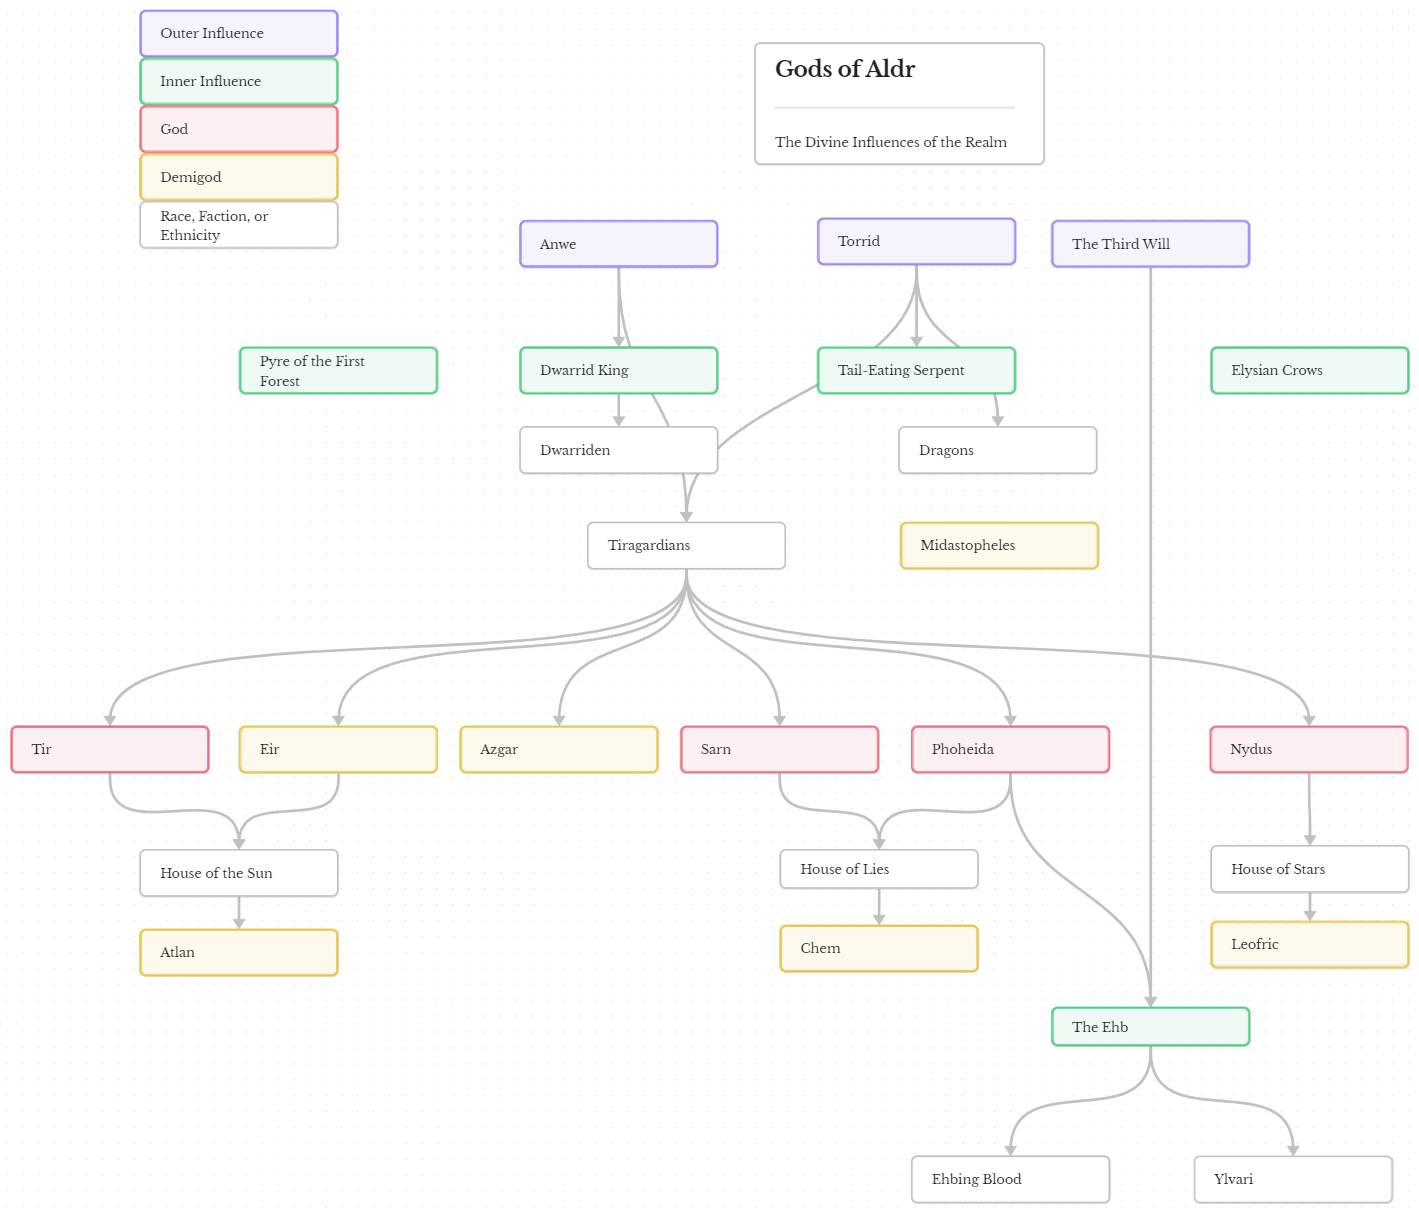 Outer Influence
Inner Influence
God
Demigod
Race, Faction, or
Ethnicity
Gods of Aldr
The Divine Influences of the Realm
Anwe
Torrid
The Third Will
Pyre of the First
Forest
Dwarrid King
Tail-Eating Serpent
Elysian Crows
Dwarriden
Dragons
Tiragardians
Midastopheles
Tir
Eir
Azgar
Sarn
Phoheida
Nydus
House of the Sun
House of Lies
House of Stars
Atlan
Chem
Leofric
The Ehb
Ehbing Blood
Ylvari